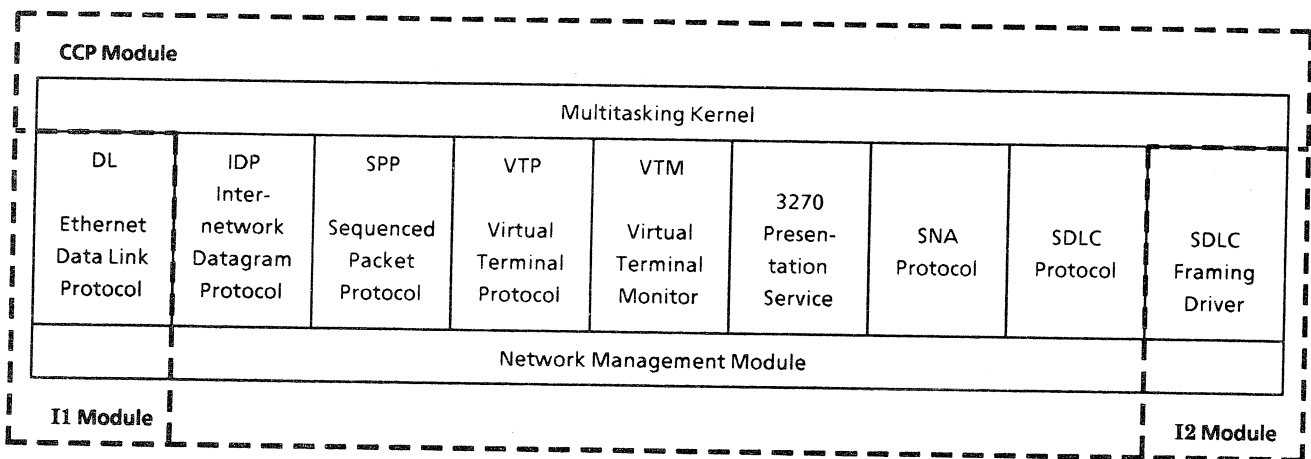 CCP Module
Multitasking Kernel
DL
Ethernet
Data Link
Protocol
IDP
Inter-
network
Datagram
Protocol
SPP
Sequenced
Packet
Protocol
VTP
Virtual
Terminal
Protocol
VTM
Virtual
Terminal
Monitor
3270
Presen-
tation
Service
SNA
Protocol
SDLC
Protocol
SDLC
Framing
Driver
Network Management Module
I1 Module
I2 Module